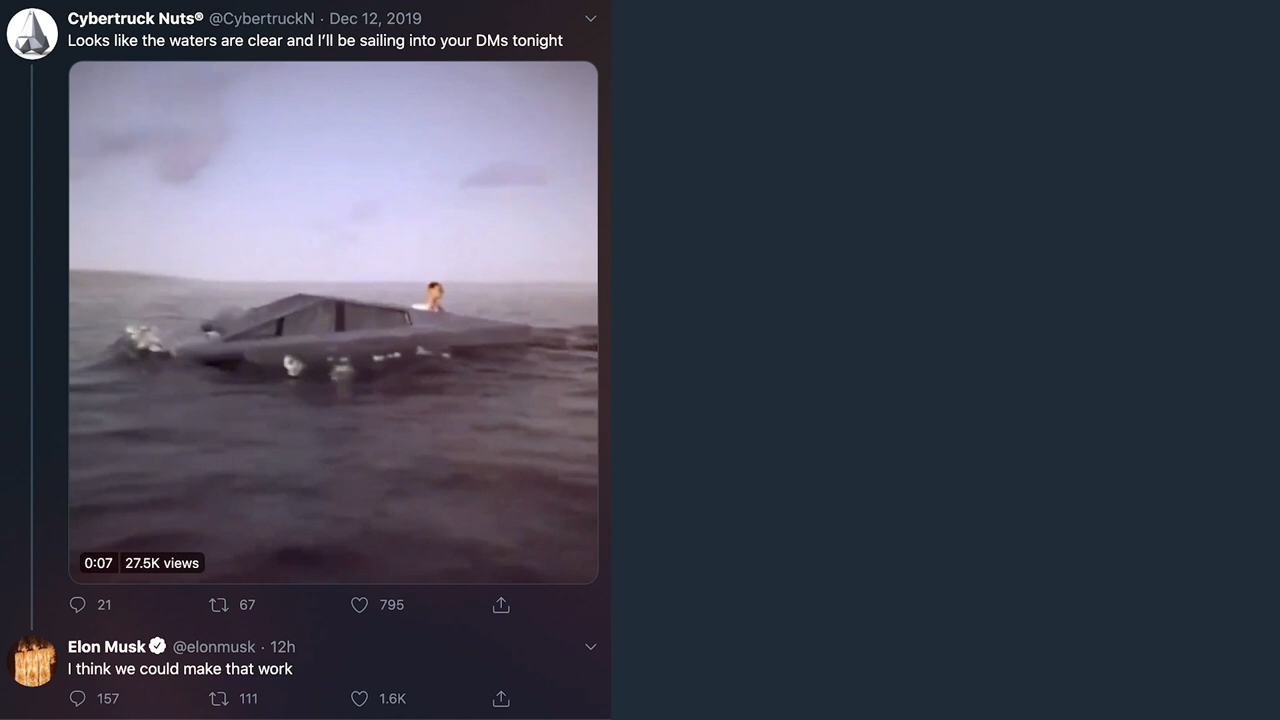 Cybertruck Nuts® @CybertruckN · Dec 12, 2019
Looks like the waters are clear and I’ll be sailing into your DMs tonight
0:07 27.5K views
21 67 795
Elon Musk @elonmusk · 12h
I think we could make that work
157 111 1.6K